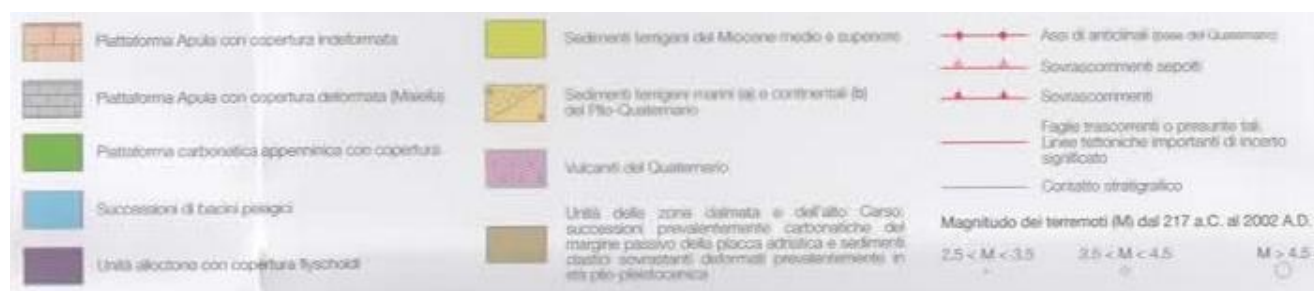 Piattaforma Apula con copertura indeformata
Piattaforma Apula con copertura deformata (Maiella)
Piattaforma carbonatica appenninica con copertura
Successioni di bacini pelagici
Unità alloctone con copertura flyschoidi
Sedimenti terrigeni del Miocene medio e superiore
Sedimenti terrigeni marini (a) e continentali (b)
del Plio-Quaternario
Vulcaniti del Quaternario
Unità delle zone dalmata e dell'alto Carso:
successioni prevalentemente carbonatiche del
margine passivo della placca adriatica e sedimenti
clastici sovrastanti deformati prevalentemente in
età plio-pleistocenica
Assi di anticlinali (base del Quaternario)
Sovrascorrimenti sepolti
Sovrascorrimenti
Faglie trascorrenti o presunte tali.
Linee tettoniche importanti di incerto
significato
Contatto stratigrafico
Magnitudo dei terremoti (M) dal 217 a.C. al 2002 A.D.
2.5 < M < 3.5 3.5 < M < 4.5 M > 4.5